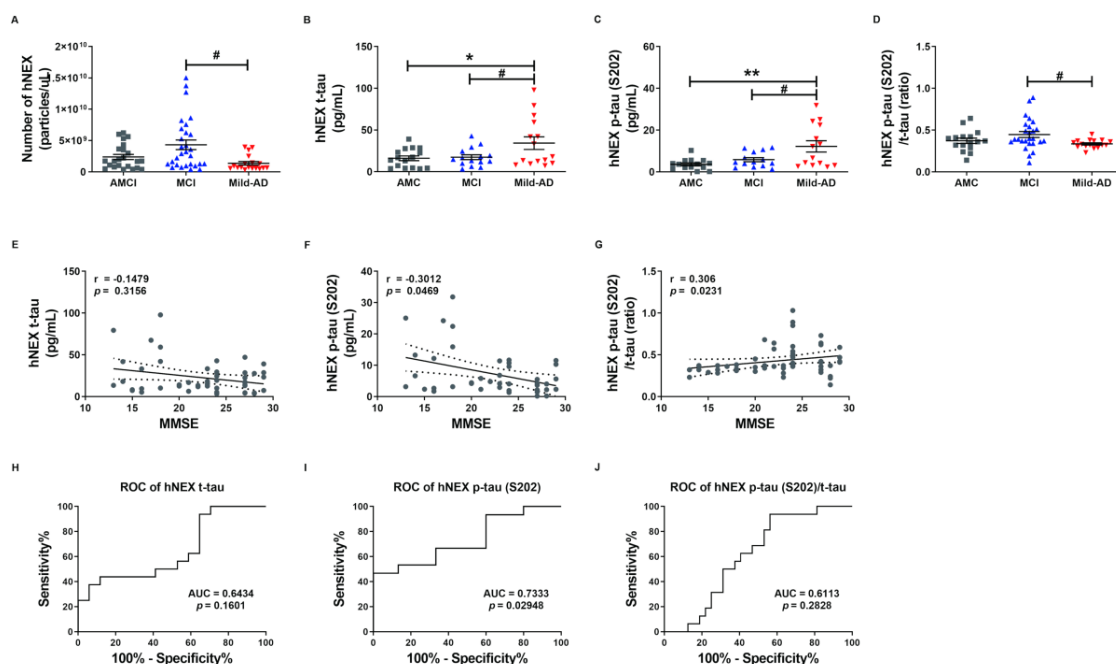 A
Number of hNEX
(particles/uL)
2×10¹⁰
1.5×10¹⁰
1×10¹⁰
5×10⁹
0
#
AMCI
MCI
Mild-AD
B
hNEX t-tau
(pg/mL)
150
100
50
0
*
#
AMC
MCI
Mild-AD
C
hNEX p-tau (S202)
(pg/mL)
60
40
20
0
**
#
AMC
MCI
Mild-AD
D
hNEX p-tau (S202)
/t-tau (ratio)
1.5
1.0
0.5
0.0
#
AMC
MCI
Mild-AD
E
hNEX t-tau
(pg/mL)
150
100
50
0
r = -0.1479
p = 0.3156
10 15 20 25 30
MMSE
F
hNEX p-tau (S202)
(pg/mL)
40
30
20
10
0
r = -0.3012
p = 0.0469
10 15 20 25 30
MMSE
G
hNEX p-tau (S202)
/t-tau (ratio)
1.5
1.0
0.5
0.0
r = 0.306
p = 0.0231
10 15 20 25 30
MMSE
H
ROC of hNEX t-tau
Sensitivity%
100
80
60
40
20
0
AUC = 0.6434
p = 0.1601
0 20 40 60 80 100
100% - Specificity%
I
ROC of hNEX p-tau (S202)
Sensitivity%
100
80
60
40
20
0
AUC = 0.7333
p = 0.02948
0 20 40 60 80 100
100% - Specificity%
J
ROC of hNEX p-tau (S202)/t-tau
Sensitivity%
100
80
60
40
20
0
AUC = 0.6113
p = 0.2828
0 20 40 60 80 100
100% - Specificity%